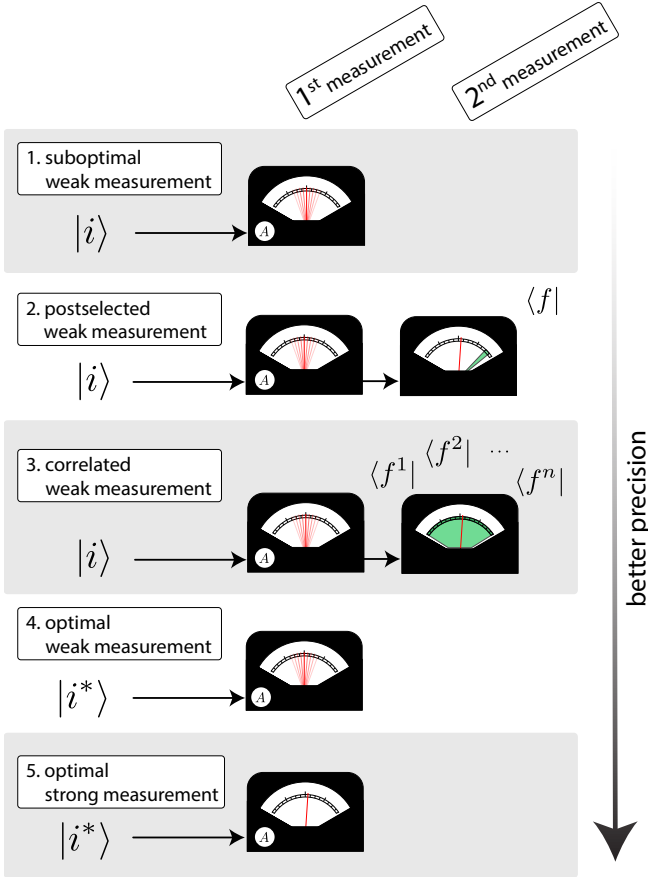 1st measurement
2nd measurement
1. suboptimal
weak measurement
|i⟩
A
2. postselected
weak measurement
⟨f|
|i⟩
A
3. correlated
weak measurement
⟨f¹|
⟨f²|
...
⟨fⁿ|
|i⟩
A
4. optimal
weak measurement
|i*⟩
A
5. optimal
strong measurement
|i*⟩
A
better precision